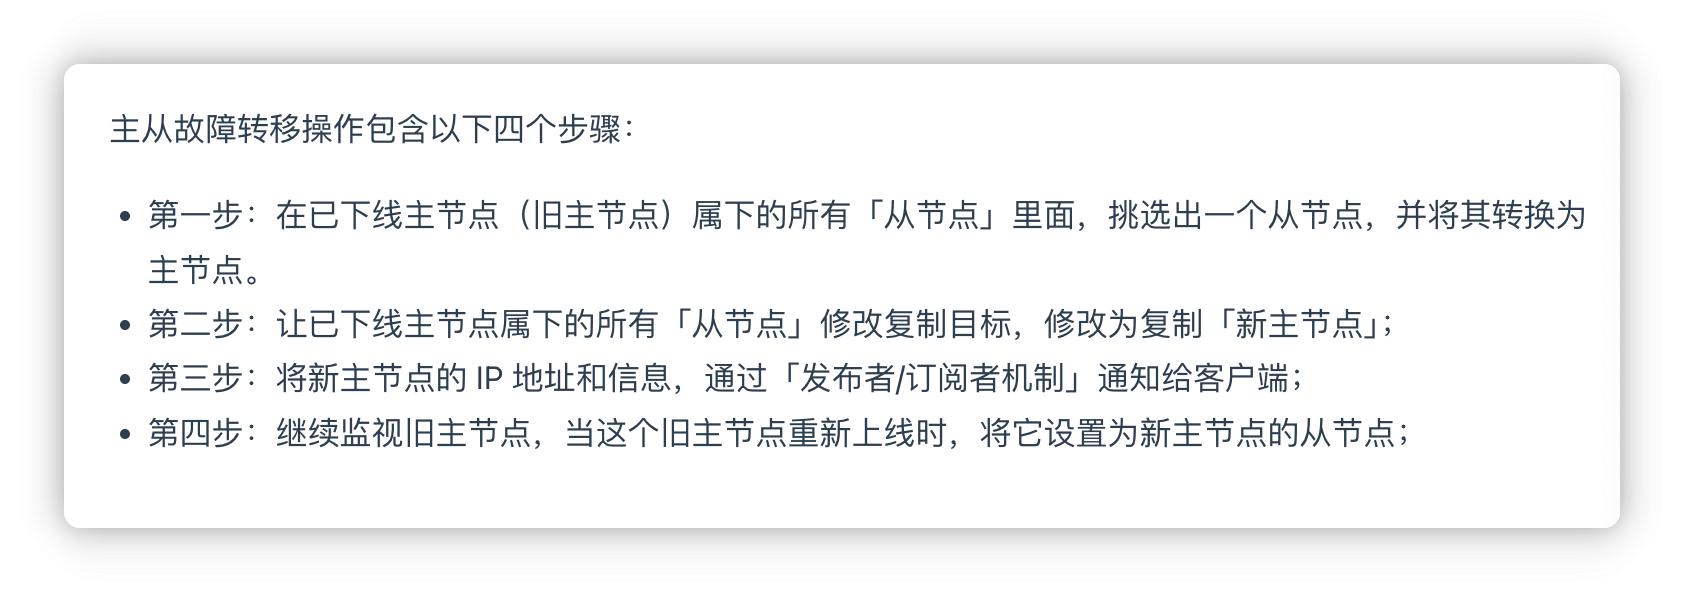 主从故障转移操作包含以下四个步骤：
• 第一步：在已下线主节点（旧主节点）属下的所有「从节点」里面，挑选出一个从节点，并将其转换为
主节点。
• 第二步：让已下线主节点属下的所有「从节点」修改复制目标，修改为复制「新主节点」；
• 第三步：将新主节点的 IP 地址和信息，通过「发布者/订阅者机制」通知给客户端；
• 第四步：继续监视旧主节点，当这个旧主节点重新上线时，将它设置为新主节点的从节点；